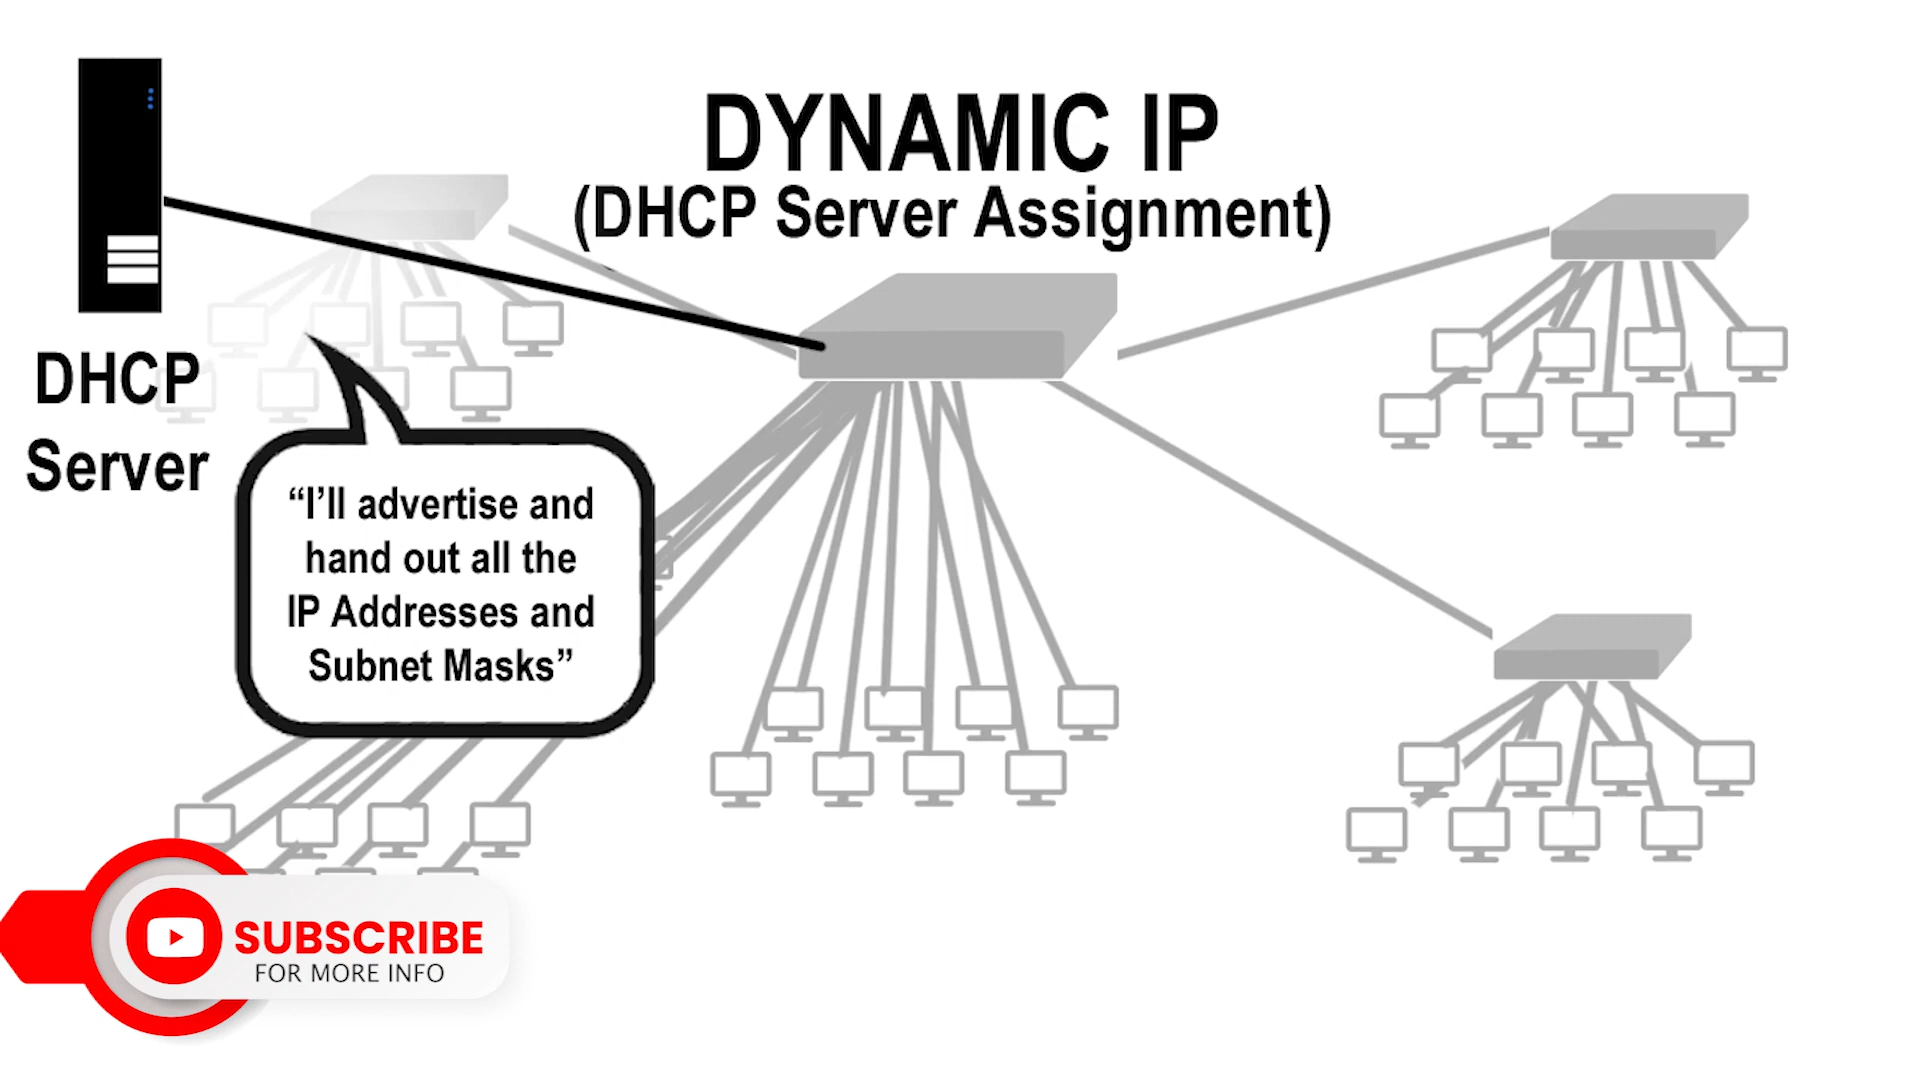 DYNAMIC IP
(DHCP Server Assignment)
DHCP
Server
“I’ll advertise and
hand out all the
IP Addresses and
Subnet Masks”
SUBSCRIBE
FOR MORE INFO